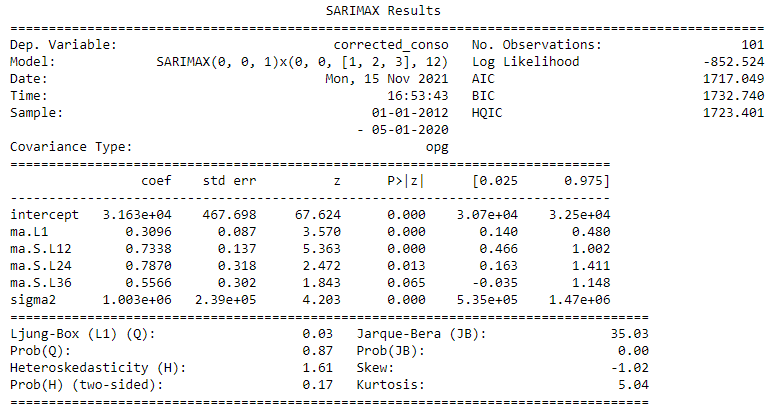 SARIMAX Results
==============================================================================================
Dep. Variable: corrected_conso No. Observations: 101
Model: SARIMAX(0, 0, 1)x(0, 0, [1, 2, 3], 12) Log Likelihood -852.524
Date: Mon, 15 Nov 2021 AIC 1717.049
Time: 16:53:43 BIC 1732.740
Sample: 01-01-2012 HQIC 1723.401
- 05-01-2020
Covariance Type: opg
==============================================================================
coef std err z P>|z| [0.025 0.975]
------------------------------------------------------------------------------
intercept 3.163e+04 467.698 67.624 0.000 3.07e+04 3.25e+04
ma.L1 0.3096 0.087 3.570 0.000 0.140 0.480
ma.S.L12 0.7338 0.137 5.363 0.000 0.466 1.002
ma.S.L24 0.7870 0.318 2.472 0.013 0.163 1.411
ma.S.L36 0.5566 0.302 1.843 0.065 -0.035 1.148
sigma2 1.003e+06 2.39e+05 4.203 0.000 5.35e+05 1.47e+06
===================================================================================
Ljung-Box (L1) (Q): 0.03 Jarque-Bera (JB): 35.03
Prob(Q): 0.87 Prob(JB): 0.00
Heteroskedasticity (H): 1.61 Skew: -1.02
Prob(H) (two-sided): 0.17 Kurtosis: 5.04
===================================================================================